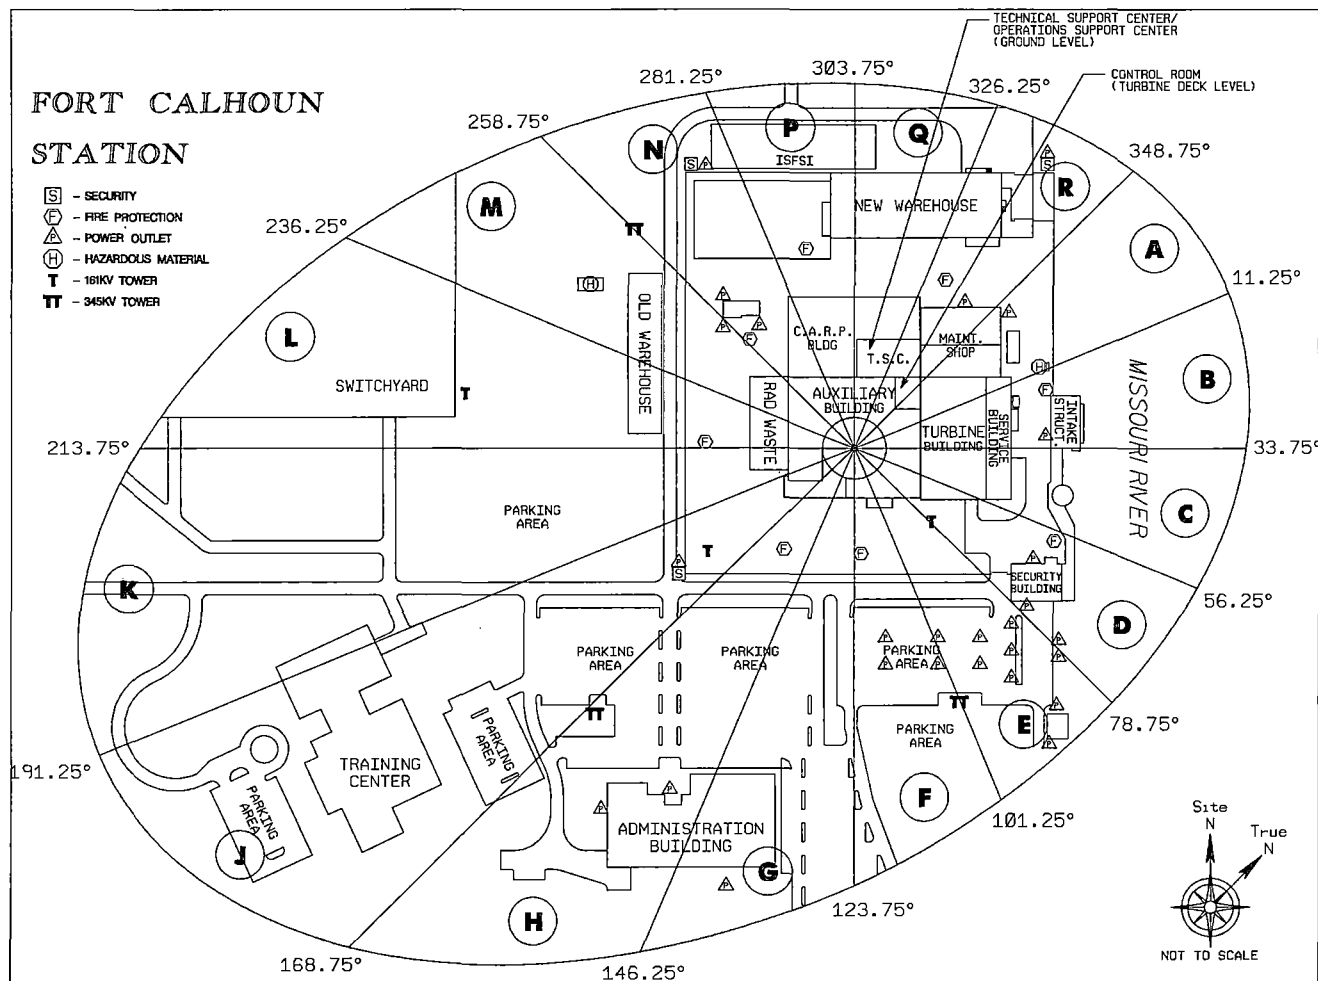 TECHNICAL SUPPORT CENTER/
OPERATIONS SUPPORT CENTER
(GROUND LEVEL)
303.75°
281.25°
326.25°
CONTROL ROOM
(TURBINE DECK LEVEL)
FORT CALHOUN
STATION
258.75°
348.75°
N
P
Q
R
ISFSI
S
P
P
S
S - SECURITY
F - FIRE PROTECTION
P - POWER OUTLET
H - HAZARDOUS MATERIAL
T - 161KV TOWER
TT - 345KV TOWER
M
NEW WAREHOUSE
236.25°
TT
F
A
11.25°
H
F
P
P
P
P
P
F
L
OLD WAREHOUSE
C.A.R.P.
BLDG
T.S.C.
MAINT.
SHOP
H
F
B
SWITCHYARD
T
RAD WASTE
AUXILIARY
BUILDING
TURBINE
BUILDING
SERVICE
BUILDING
INTAKE
STRUCT.
MISSOURI RIVER
F
P
213.75°
33.75°
PARKING
AREA
T
C
T
F
F
F
P
S
P
SECURITY
BUILDING
K
56.25°
P
D
PARKING
AREA
PARKING
AREA
PARKING
AREA
P
P
P
P
P
P
P
P
P
P
P
TT
TT
P
E
78.75°
PARKING
AREA
PARKING
AREA
P
191.25°
TRAINING
CENTER
PARKING
AREA
P
P
F
101.25°
ADMINISTRATION
BUILDING
J
G
P
H
123.75°
168.75°
146.25°
Site
N
True
N
NOT TO SCALE